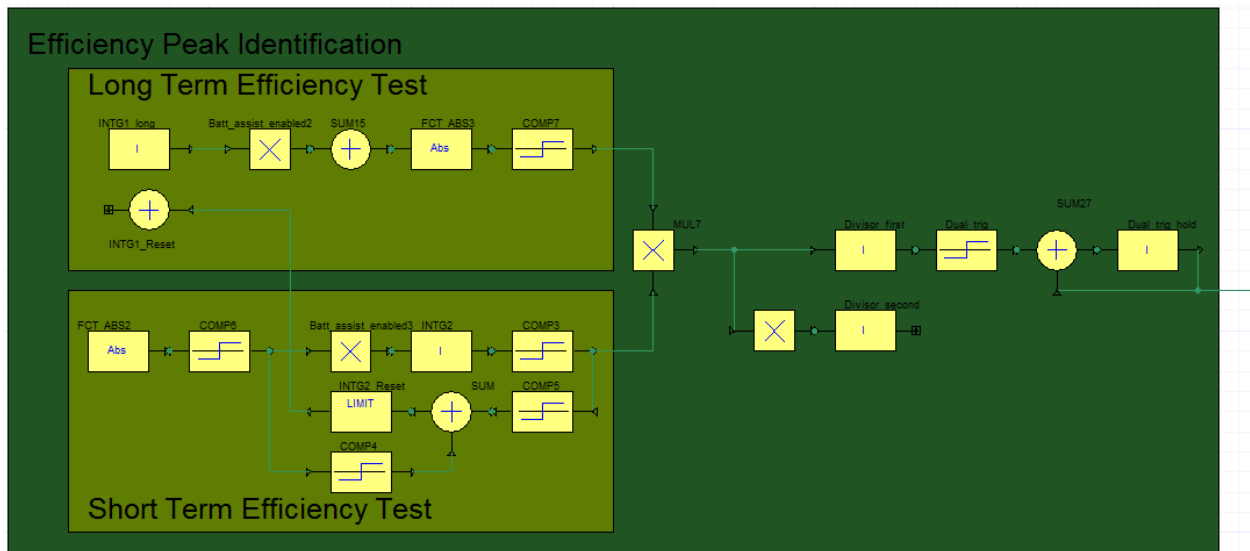 Efficiency Peak Identification
Long Term Efficiency Test
INTG1_long
Batt_assist_enabled2
SUM15
FCT_ABS3
COMP7
I
Abs
INTG1_Reset
MUL7
Divisor_first
Dual_trig
SUM27
Dual_trig_hold
I
I
Divisor_second
I
FCT_ABS2
COMP6
Batt_assist_enabled3
INTG2
COMP3
Abs
I
INTG2_Reset
SUM
COMP5
LIMIT
COMP4
Short Term Efficiency Test